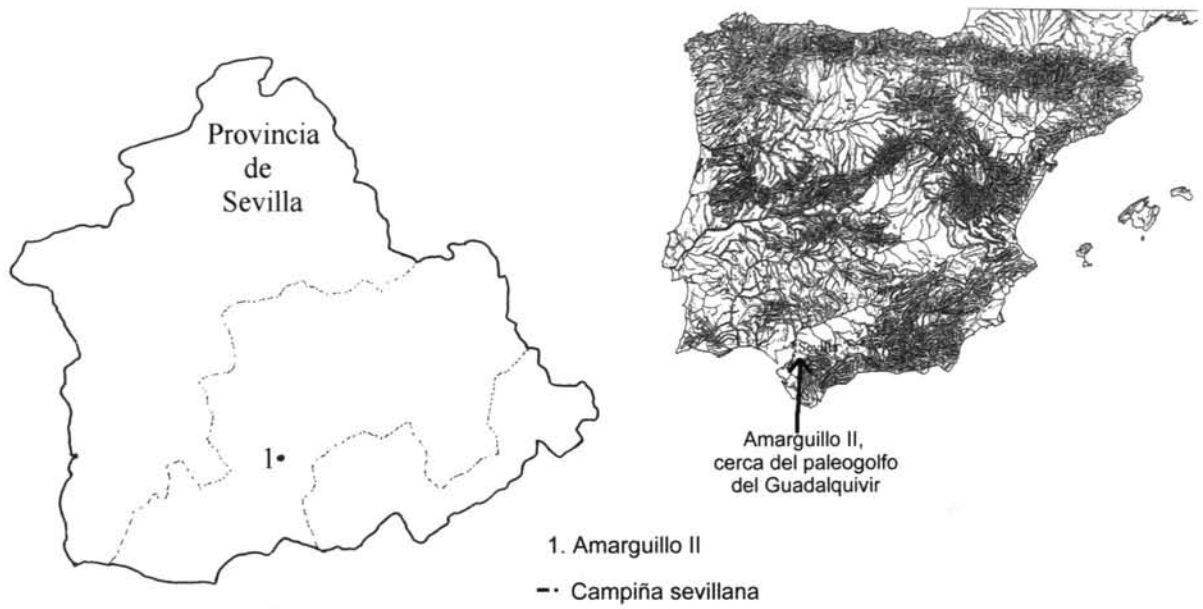 Provincia
de
Sevilla
1
Sevilla
Amarguillo II,
cerca del paleogolfo
del Guadalquivir
1. Amarguillo II
Campiña sevillana